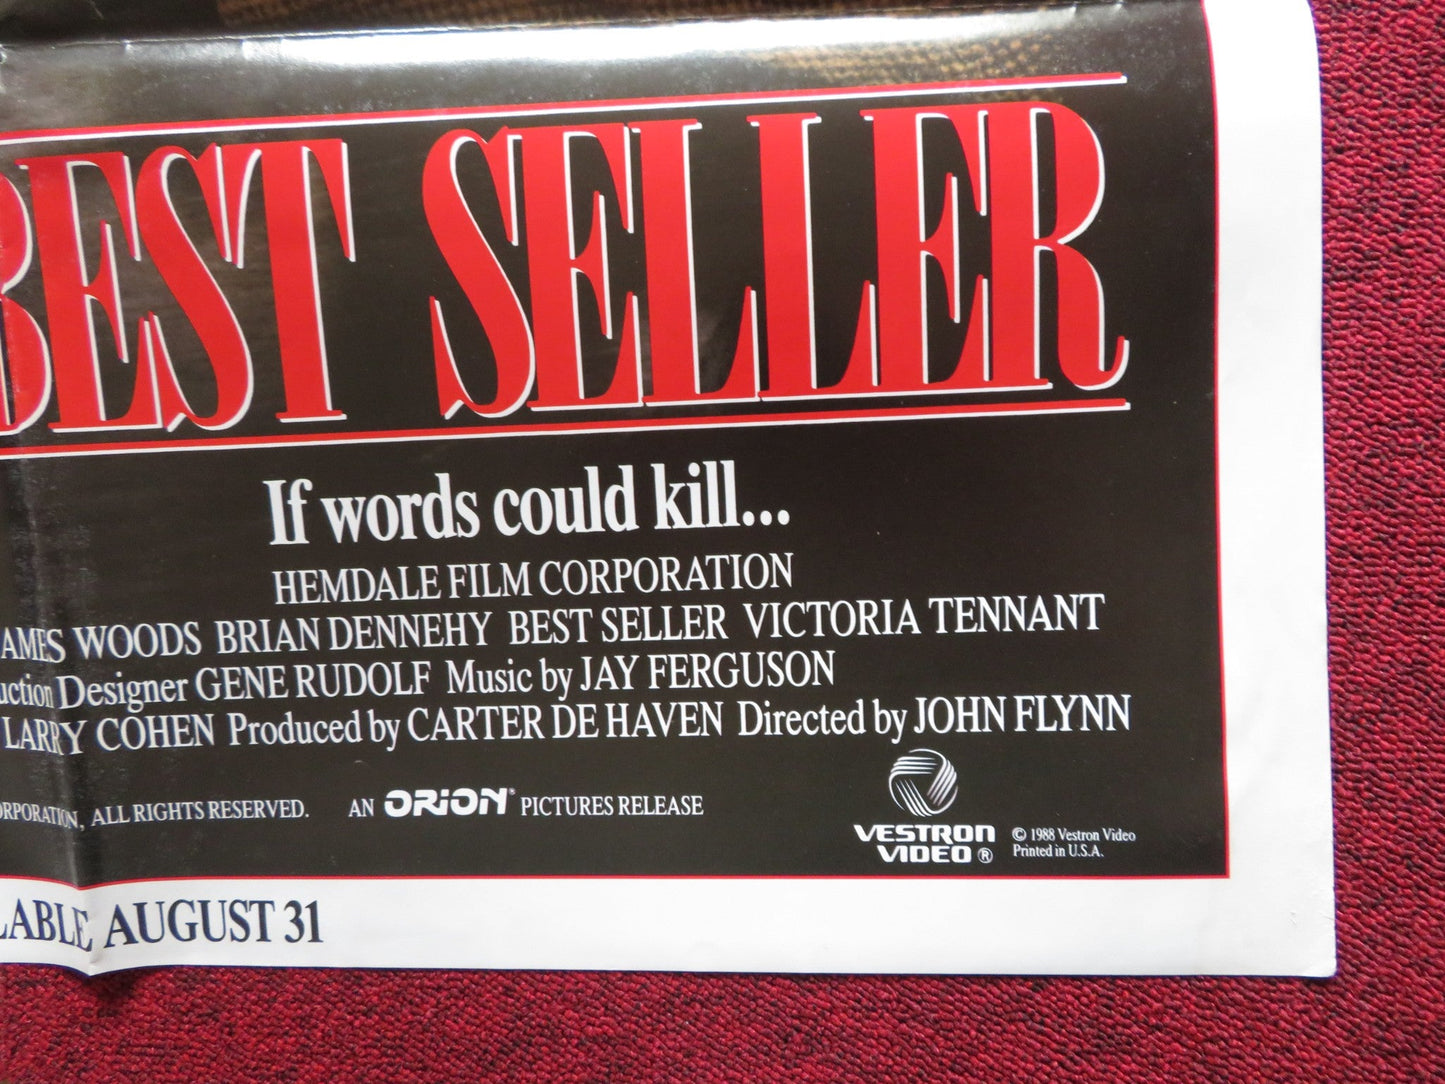 BEST SELLER
If words could kill...
HEMDALE FILM CORPORATION
JAMES WOODS BRIAN DENNEHY BEST SELLER VICTORIA TENNANT
uction Designer GENE RUDOLF Music by JAY FERGUSON
LARRY COHEN Produced by CARTER DE HAVEN Directed by JOHN FLYNN
ORPORATION, ALL RIGHTS RESERVED. AN ORION® PICTURES RELEASE
VESTRON VIDEO ®
© 1988 Vestron Video
Printed in U.S.A.
LABLE AUGUST 31